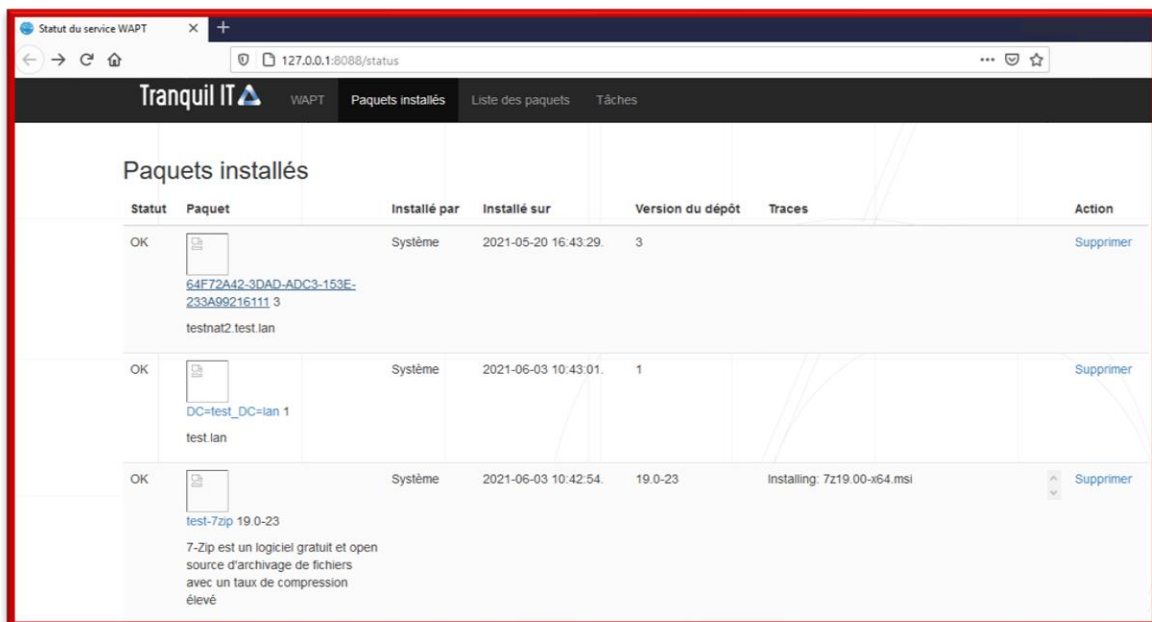 Statut du service WAPT
127.0.0.1:8088/status
Tranquil IT WAPT Paquets installés Liste des paquets Tâches
Paquets installés
Statut Paquet Installé par Installé sur Version du dépôt Traces Action
OK Système 2021-05-20 16:43:29. 3 Supprimer
64F72A42-3DAD-ADC3-153E-
233A99216111 3
testnat2.test.lan
OK Système 2021-06-03 10:43:01. 1 Supprimer
DC=test_DC=lan 1
test.lan
OK Système 2021-06-03 10:42:54. 19.0-23 Installing: 7z19.00-x64.msi Supprimer
test-7zip 19.0-23
7-Zip est un logiciel gratuit et open
source d'archivage de fichiers
avec un taux de compression
élevé